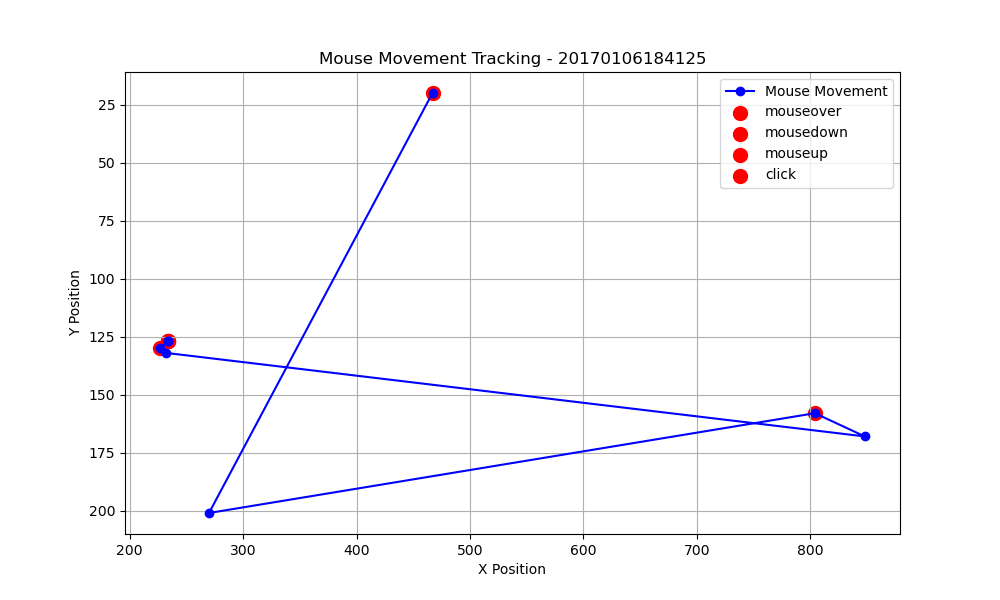 Mouse Movement Tracking - 20170106184125
Mouse Movement
mouseover
mousedown
mouseup
click
25
50
75
100
125
150
175
200
Y Position
200 300 400 500 600 700 800
X Position